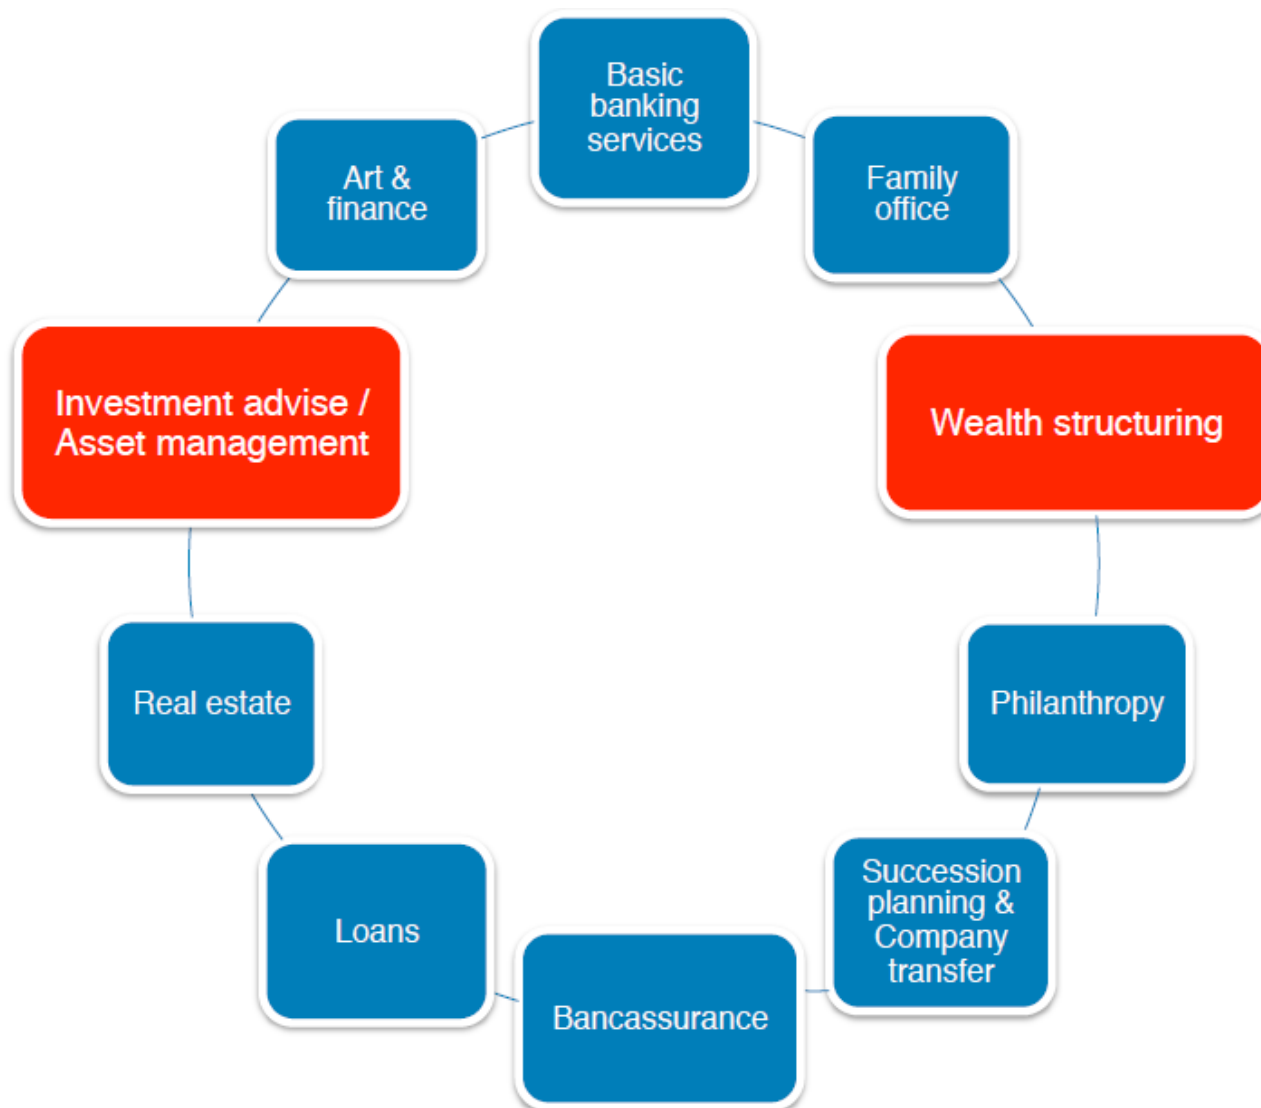 Basic
banking
services
Family
office
Wealth structuring
Philanthropy
Succession
planning &
Company
transfer
Bancassurance
Loans
Real estate
Investment advise /
Asset management
Art &
finance